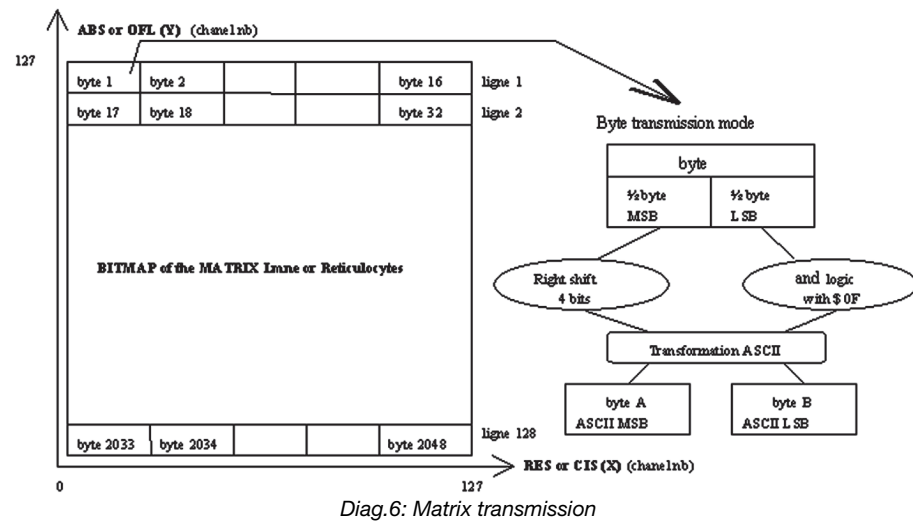 ABS or OFL (Y) (chanel nb)
127
byte 1 byte 2 byte 16 ligne 1
byte 17 byte 18 byte 32 ligne 2
BITMAP of the MATRIX Lmne or Reticulocytes
byte 2033 byte 2034 byte 2048 ligne 128
RES or CIS (X) (chanel nb)
0 127
Byte transmission mode
byte
½ byte MSB
½ byte LSB
Right shift
4 bits
and logic
with $ 0F
Transformation ASCII
byte A
ASCII MSB
byte B
ASCII LSB
Diag.6: Matrix transmission